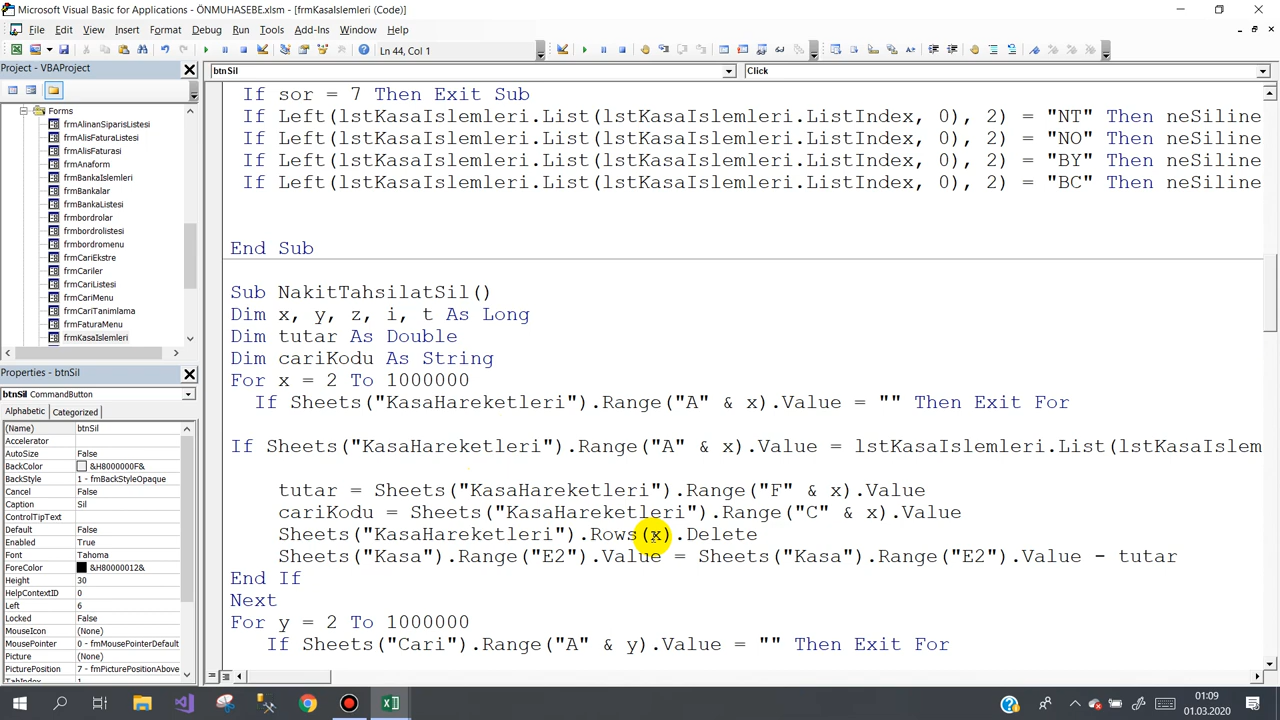 Microsoft Visual Basic for Applications - ÖNMUHASEBE.xlsm - [frmKasaIslemleri (Code)]
File Edit View Insert Format Debug Run Tools Add-Ins Window Help
Ln 44, Col 1
Project - VBAProject
btnSil
Click
Forms
frmAlinanSiparisListesi
frmAlisFaturaListesi
frmAlisFaturasi
frmAnaform
frmBankaIslemleri
frmBankalar
frmBankaListesi
frmbordrolar
frmbordrolistesi
frmbordromenu
frmCariEkstre
frmCariler
frmCariListesi
frmCariMenu
frmCariTanimlama
frmFaturaMenu
frmKasaIslemleri
If sor = 7 Then Exit Sub
If Left(lstKasaIslemleri.List(lstKasaIslemleri.ListIndex, 0), 2) = "NT" Then neSiline
If Left(lstKasaIslemleri.List(lstKasaIslemleri.ListIndex, 0), 2) = "NO" Then neSiline
If Left(lstKasaIslemleri.List(lstKasaIslemleri.ListIndex, 0), 2) = "BY" Then neSiline
If Left(lstKasaIslemleri.List(lstKasaIslemleri.ListIndex, 0), 2) = "BC" Then neSiline
End Sub
Sub NakitTahsilatSil()
Dim x, y, z, i, t As Long
Dim tutar As Double
Dim cariKodu As String
For x = 2 To 1000000
If Sheets("KasaHareketleri").Range("A" & x).Value = "" Then Exit For
If Sheets("KasaHareketleri").Range("A" & x).Value = lstKasaIslemleri.List(lstKasaIslem
tutar = Sheets("KasaHareketleri").Range("F" & x).Value
cariKodu = Sheets("KasaHareketleri").Range("C" & x).Value
Sheets("KasaHareketleri").Rows(x).Delete
Sheets("Kasa").Range("E2").Value = Sheets("Kasa").Range("E2").Value - tutar
End If
Next
For y = 2 To 1000000
If Sheets("Cari").Range("A" & y).Value = "" Then Exit For
Properties - btnSil
btnSil CommandButton
Alphabetic Categorized
(Name) btnSil
Accelerator
AutoSize False
BackColor &H8000000F&
BackStyle 1 - fmBackStyleOpaque
Cancel False
Caption Sil
ControlTipText
Default False
Enabled True
Font Tahoma
ForeColor &H80000012&
Height 30
HelpContextID 0
Left 6
Locked False
MouseIcon (None)
MousePointer 0 - fmMousePointerDefault
Picture (None)
PicturePosition 7 - fmPicturePositionAbove
TabIndex 1
01:09
01.03.2020